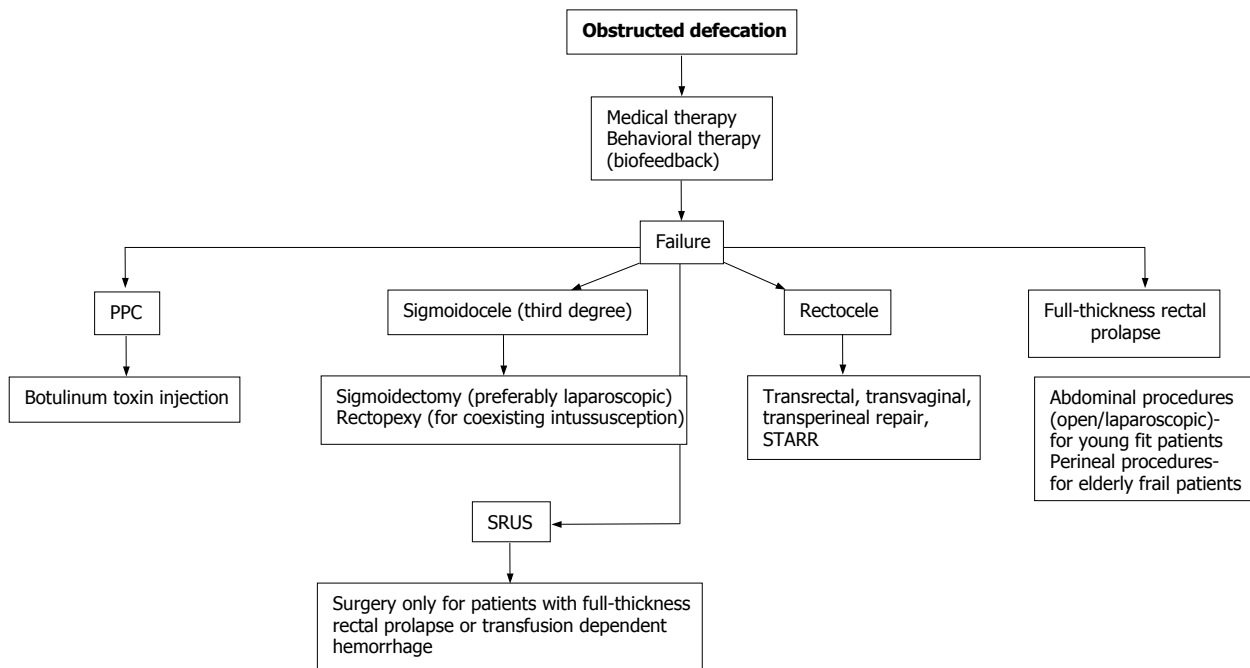 Obstructed defecation
Medical therapy
Behavioral therapy
(biofeedback)
Failure
PPC
Sigmoidocele (third degree)
Rectocele
Full-thickness rectal
prolapse
Botulinum toxin injection
Sigmoidectomy (preferably laparoscopic)
Rectopexy (for coexisting intussusception)
Transrectal, transvaginal,
transperineal repair,
STARR
Abdominal procedures
(open/laparoscopic)-
for young fit patients
Perineal procedures-
for elderly frail patients
SRUS
Surgery only for patients with full-thickness
rectal prolapse or transfusion dependent
hemorrhage